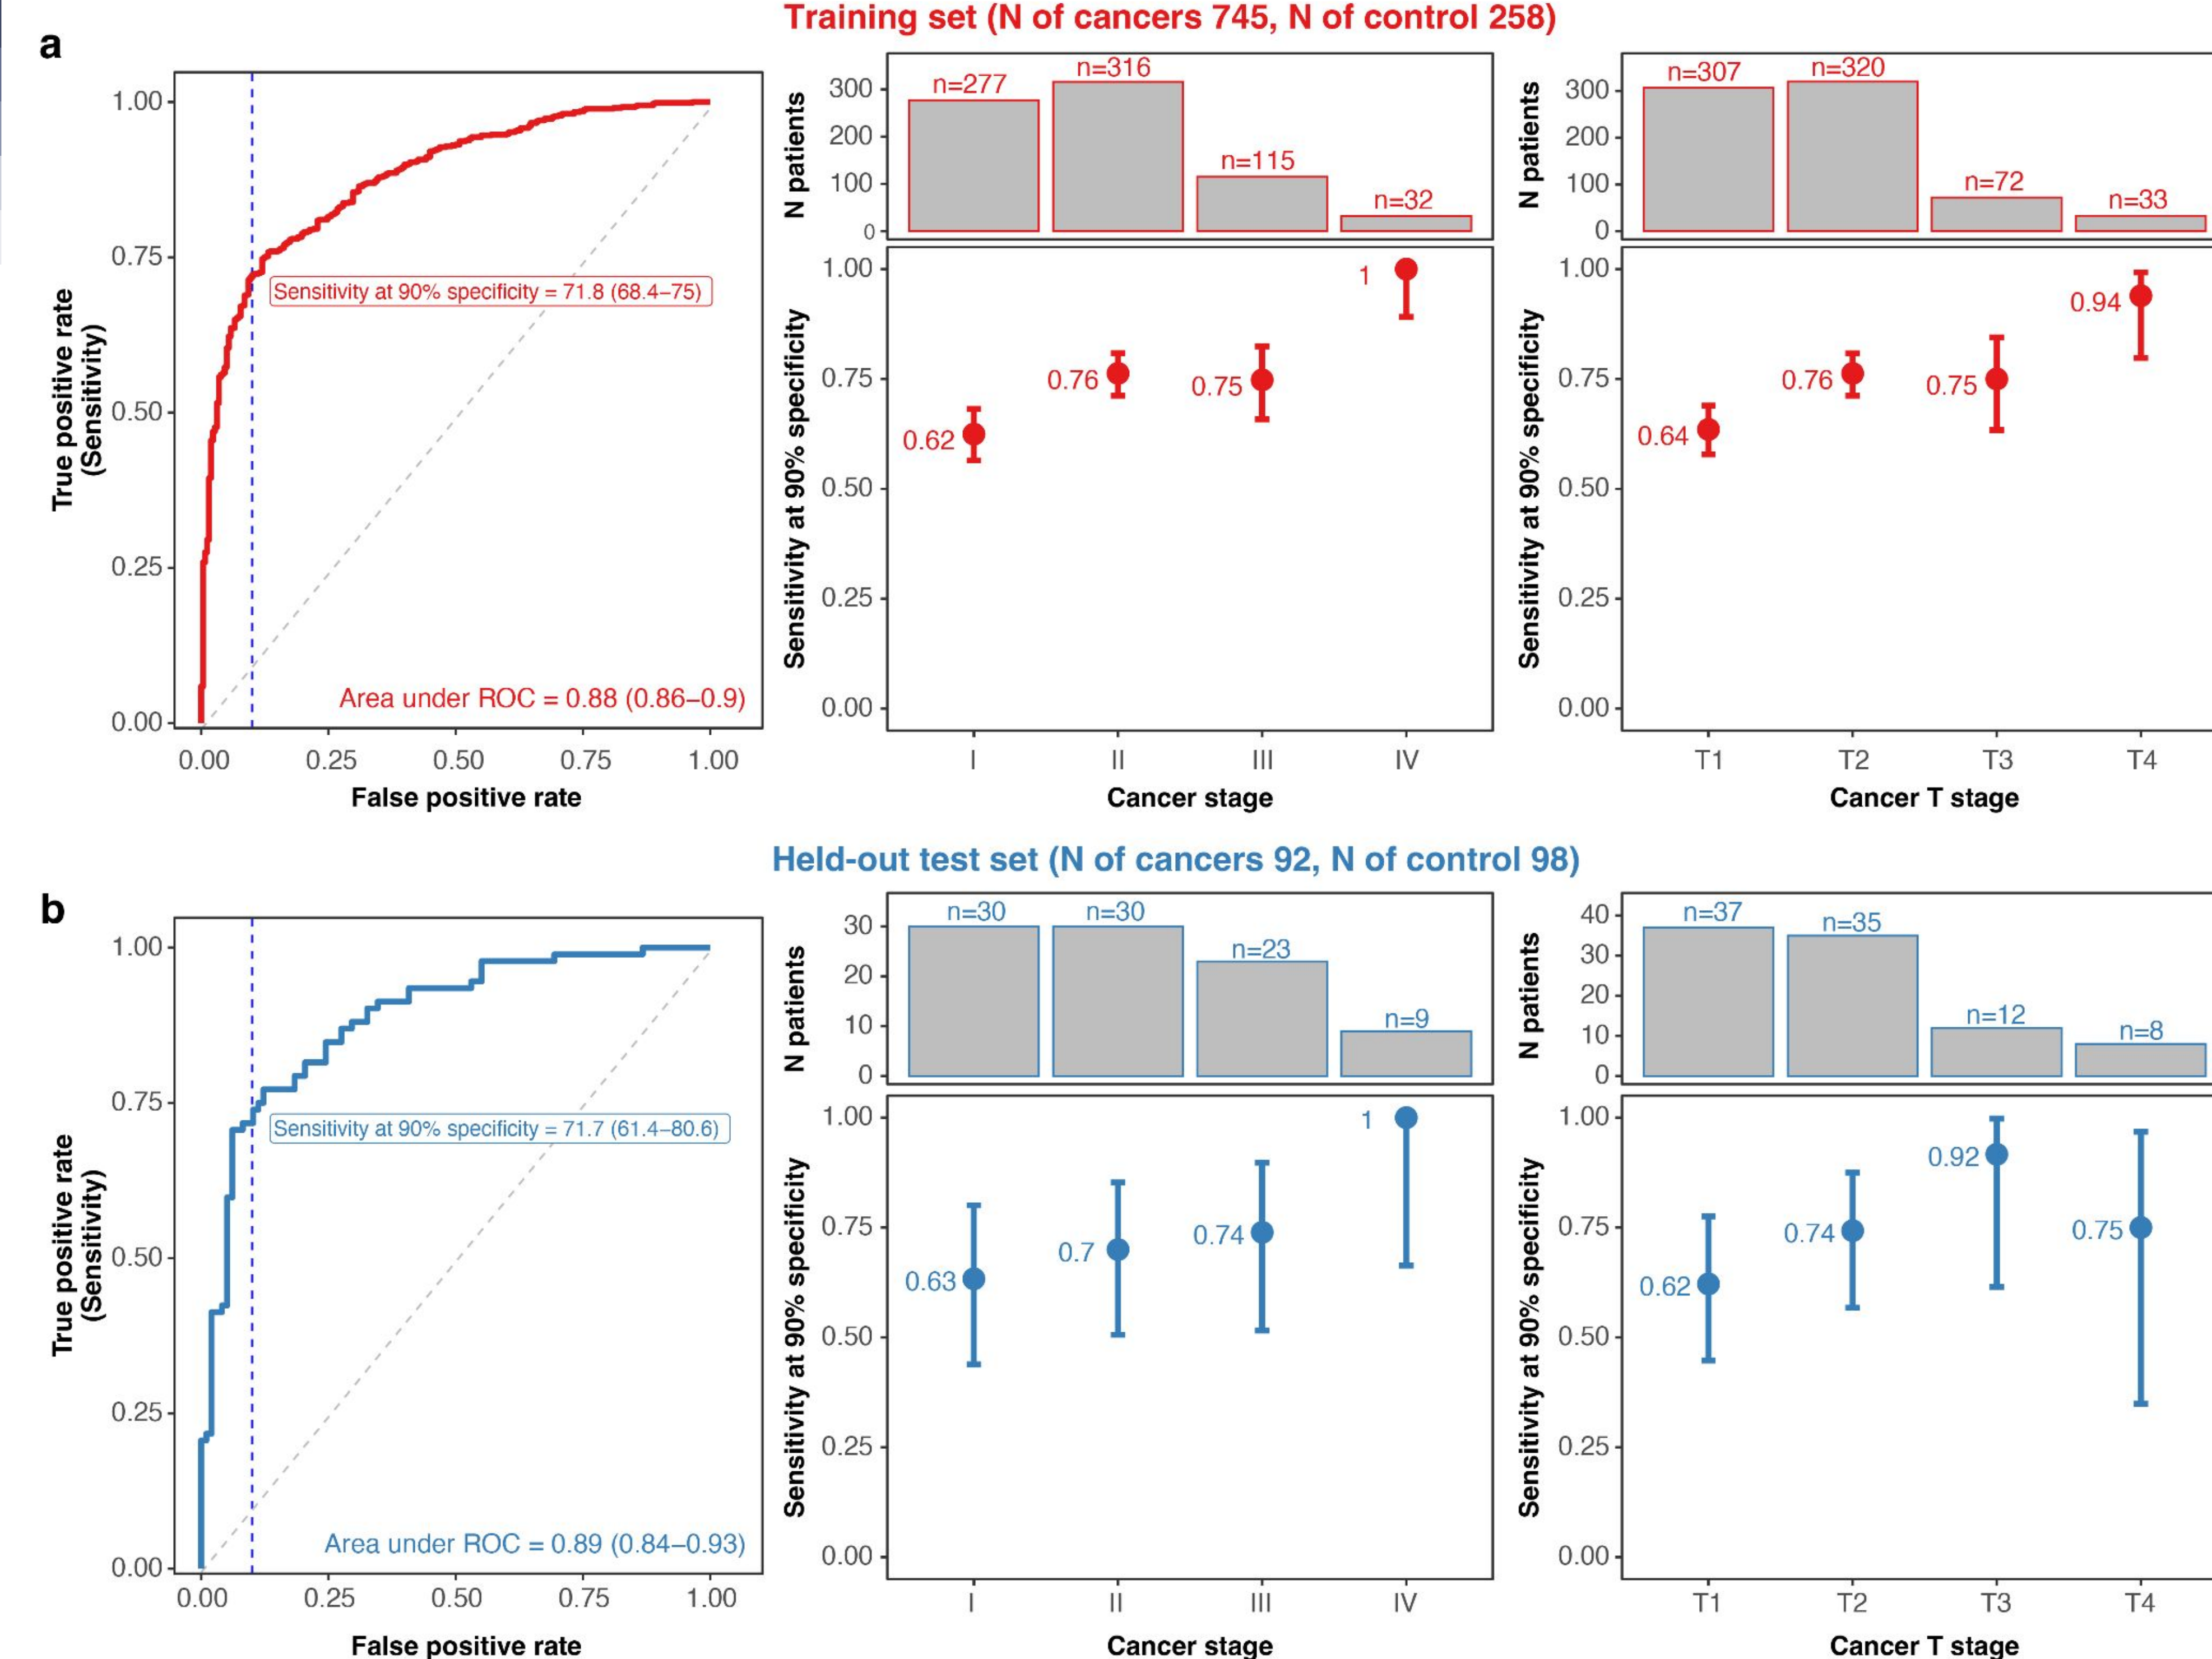 Training set (N of cancers 745, N of control 258)
a
1.00
0.75
0.50
0.25
0.00
True positive rate
(Sensitivity)
Sensitivity at 90% specificity = 71.8 (68.4–75)
Area under ROC = 0.88 (0.86–0.9)
0.00 0.25 0.50 0.75 1.00
False positive rate
N patients
300
200
100
0
n=277
n=316
n=115
n=32
Sensitivity at 90% specificity
1.00
0.75
0.50
0.25
0.00
0.62
0.76
0.75
1
I II III IV
Cancer stage
N patients
300
200
100
0
n=307
n=320
n=72
n=33
Sensitivity at 90% specificity
1.00
0.75
0.50
0.25
0.00
0.64
0.76
0.75
0.94
T1 T2 T3 T4
Cancer T stage
Held-out test set (N of cancers 92, N of control 98)
b
1.00
0.75
0.50
0.25
0.00
True positive rate
(Sensitivity)
Sensitivity at 90% specificity = 71.7 (61.4–80.6)
Area under ROC = 0.89 (0.84–0.93)
0.00 0.25 0.50 0.75 1.00
False positive rate
N patients
30
20
10
0
n=30
n=30
n=23
n=9
Sensitivity at 90% specificity
1.00
0.75
0.50
0.25
0.00
0.63
0.7
0.74
1
I II III IV
Cancer stage
N patients
40
30
20
10
0
n=37
n=35
n=12
n=8
Sensitivity at 90% specificity
1.00
0.75
0.50
0.25
0.00
0.62
0.74
0.92
0.75
T1 T2 T3 T4
Cancer T stage